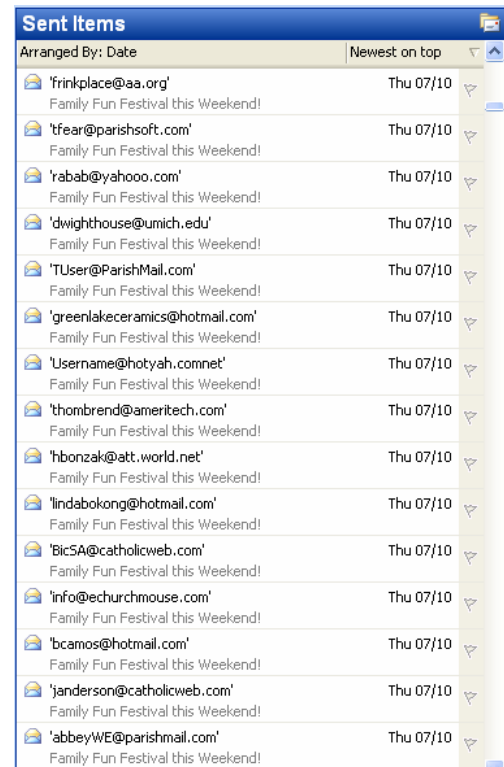 Sent Items
Arranged By: Date Newest on top
'frinkplace@aa.org' Thu 07/10
Family Fun Festival this Weekend!
'tfear@parishsoft.com' Thu 07/10
Family Fun Festival this Weekend!
'rabab@yahooo.com' Thu 07/10
Family Fun Festival this Weekend!
'dwighthouse@umich.edu' Thu 07/10
Family Fun Festival this Weekend!
'TUser@ParishMail.com' Thu 07/10
Family Fun Festival this Weekend!
'greenlakeceramics@hotmail.com' Thu 07/10
Family Fun Festival this Weekend!
'Username@hotyah.comnet' Thu 07/10
Family Fun Festival this Weekend!
'thombrend@ameritech.com' Thu 07/10
Family Fun Festival this Weekend!
'hbonzak@att.world.net' Thu 07/10
Family Fun Festival this Weekend!
'lindabokong@hotmail.com' Thu 07/10
Family Fun Festival this Weekend!
'BicSA@catholicweb.com' Thu 07/10
Family Fun Festival this Weekend!
'info@echurchmouse.com' Thu 07/10
Family Fun Festival this Weekend!
'bcamos@hotmail.com' Thu 07/10
Family Fun Festival this Weekend!
'janderson@catholicweb.com' Thu 07/10
Family Fun Festival this Weekend!
'abbeyWE@parishmail.com' Thu 07/10
Family Fun Festival this Weekend!